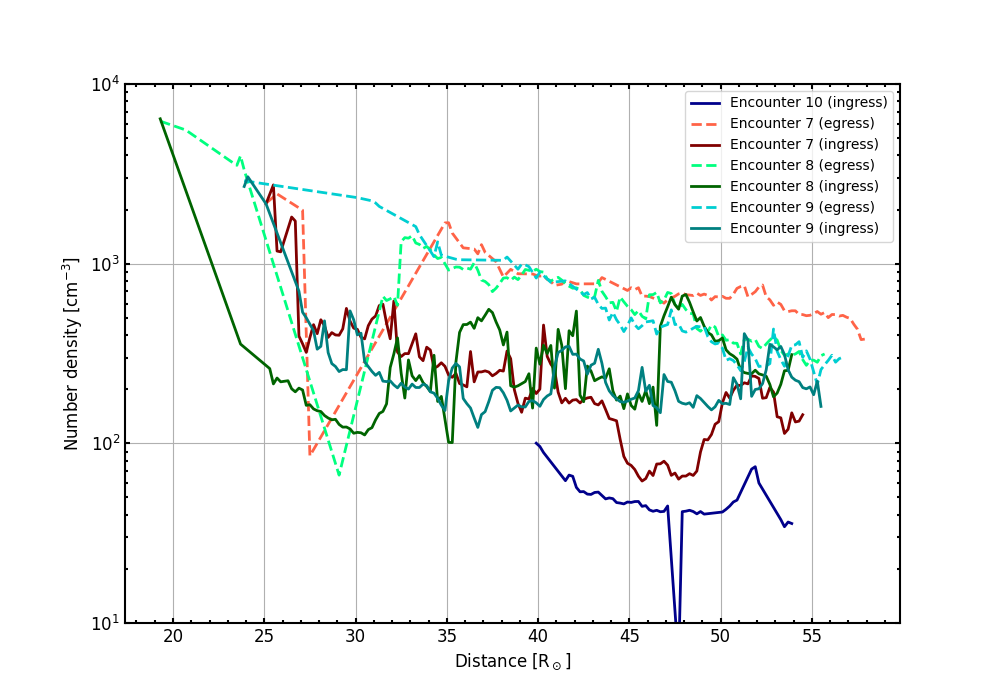 10⁴
10³
10²
10¹
Number density [cm⁻³]
20 25 30 35 40 45 50 55
Distance [R⊙]
Encounter 10 (ingress)
Encounter 7 (egress)
Encounter 7 (ingress)
Encounter 8 (egress)
Encounter 8 (ingress)
Encounter 9 (egress)
Encounter 9 (ingress)